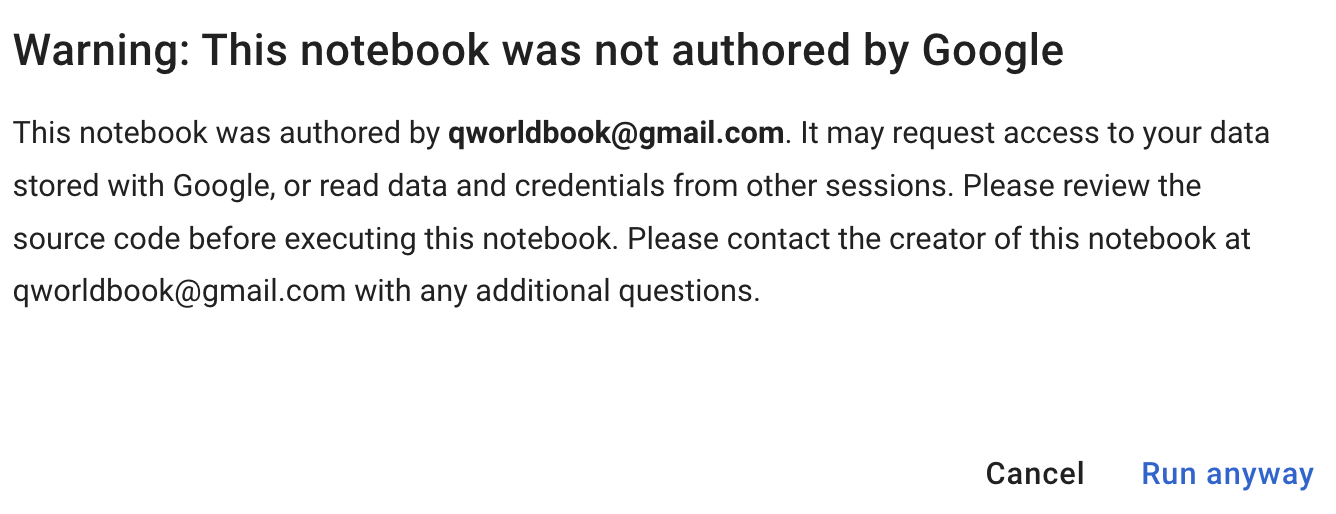 Warning: This notebook was not authored by Google
This notebook was authored by qworldbook@gmail.com. It may request access to your data
stored with Google, or read data and credentials from other sessions. Please review the
source code before executing this notebook. Please contact the creator of this notebook at
qworldbook@gmail.com with any additional questions.
Cancel Run anyway